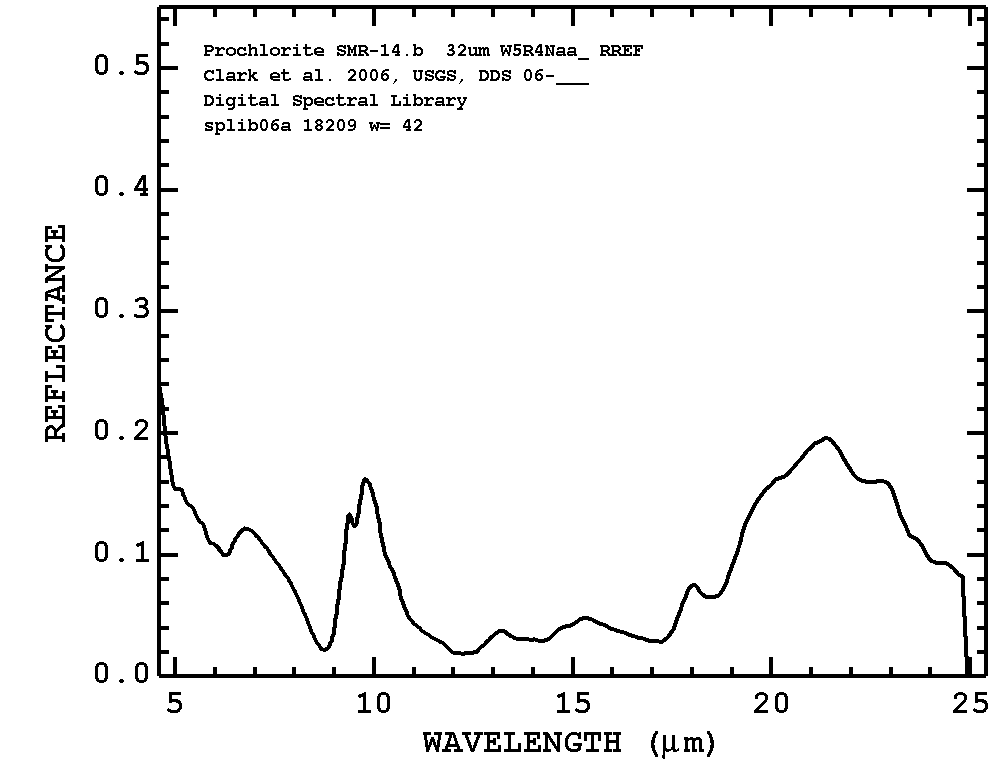 Prochlorite SMR-14.b 32um W5R4Naa_ RREF
Clark et al. 2006, USGS, DDS 06-___
Digital Spectral Library
splib06a 18209 w= 42
REFLECTANCE
0.5
0.4
0.3
0.2
0.1
0.0
5 10 15 20 25
WAVELENGTH (μm)